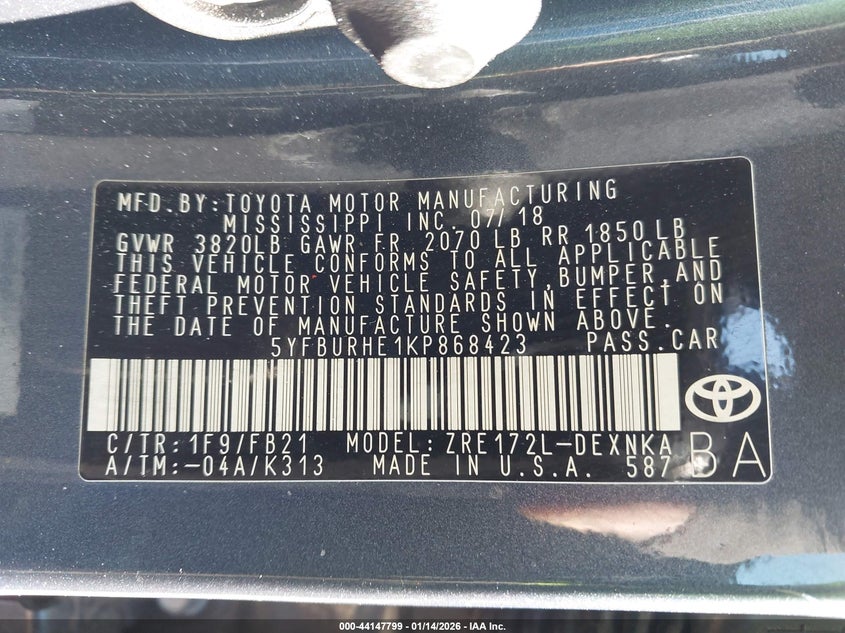 MFD.BY:TOYOTA MOTOR MANUFACTURING
MISSISSIPPI INC. 07/18
GVWR 3820LB GAWR FR 2070LB RR 1850LB
THIS VEHICLE CONFORMS TO ALL APPLICABLE
FEDERAL MOTOR VEHICLE SAFETY,BUMPER,AND
THEFT PREVENTION STANDARDS IN EFFECT ON
THE DATE OF MANUFACTURE SHOWN ABOVE.
5YFBURHE1KP868423 PASS.CAR
C/TR:1F9/FB21 MODEL:ZRE172L-DEXNKA
A/TM:-04A/K313 MADE IN U.S.A. 587
BA
000-44147799 - 01/14/2026 - IAA Inc.